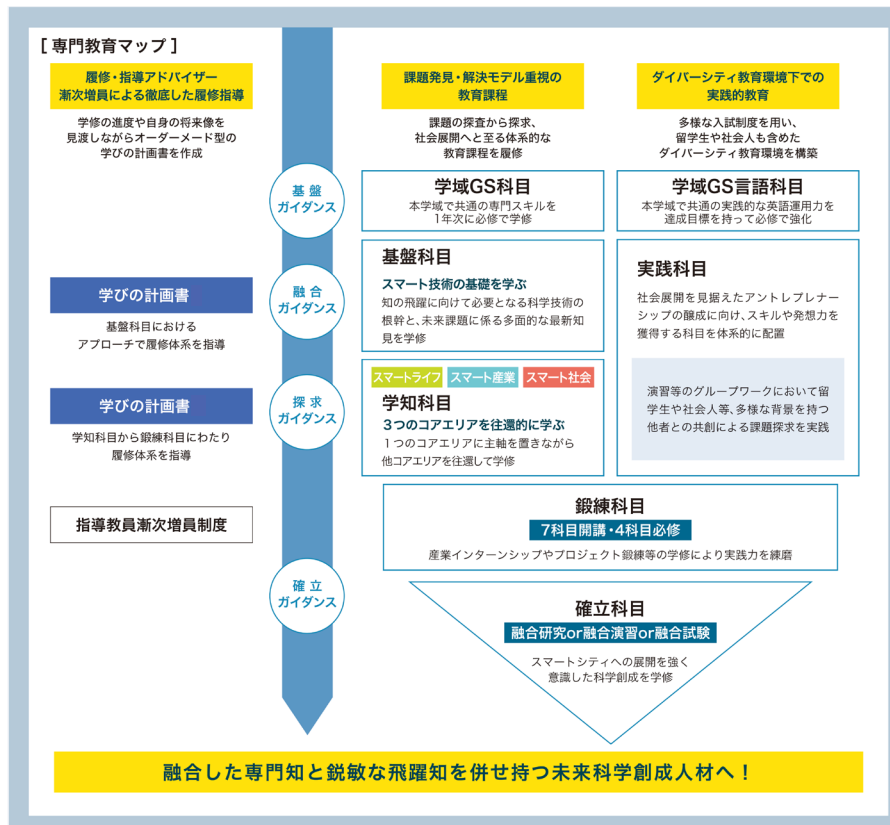 [ 専門教育マップ ]
履修・指導アドバイザー
漸次増員による徹底した履修指導
学修の進度や自身の将来像を
見渡しながらオーダーメード型の
学びの計画書を作成
課題発見・解決モデル重視の
教育課程
課題の探査から探求、
社会展開へと至る体系的な
教育課程を履修
ダイバーシティ教育環境下での
実践的教育
多様な入試制度を用い、
留学生や社会人も含めた
ダイバーシティ教育環境を構築
基 盤
ガイダンス
学域GS科目
本学域で共通の専門スキルを
1年次に必修で学修
学域GS言語科目
本学域で共通の実践的な英語運用力を
達成目標を持って必修で強化
学びの計画書
基盤科目における
アプローチで履修体系を指導
融 合
ガイダンス
基盤科目
スマート技術の基礎を学ぶ
知の飛躍に向けて必要となる科学技術の
根幹と、未来課題に係る多面的な最新知
見を学修
実践科目
社会展開を見据えたアントレプレナー
シップの醸成に向け、スキルや発想力を
獲得する科目を体系的に配置
演習等のグループワークにおいて留
学生や社会人等、多様な背景を持つ
他者との共創による課題探求を実践
学びの計画書
学知科目から鍛練科目にわたり
履修体系を指導
探 求
ガイダンス
スマートライフ
スマート産業
スマート社会
学知科目
３つのコアエリアを往還的に学ぶ
１つのコアエリアに主軸を置きながら
他コアエリアを往還して学修
指導教員漸次増員制度
鍛練科目
7科目開講・4科目必修
産業インターンシップやプロジェクト鍛練等の学修により実践力を練磨
確 立
ガイダンス
確立科目
融合研究or融合演習or融合試験
スマートシティへの展開を強く
意識した科学創成を学修
融合した専門知と鋭敏な飛躍知を併せ持つ未来科学創成人材へ！